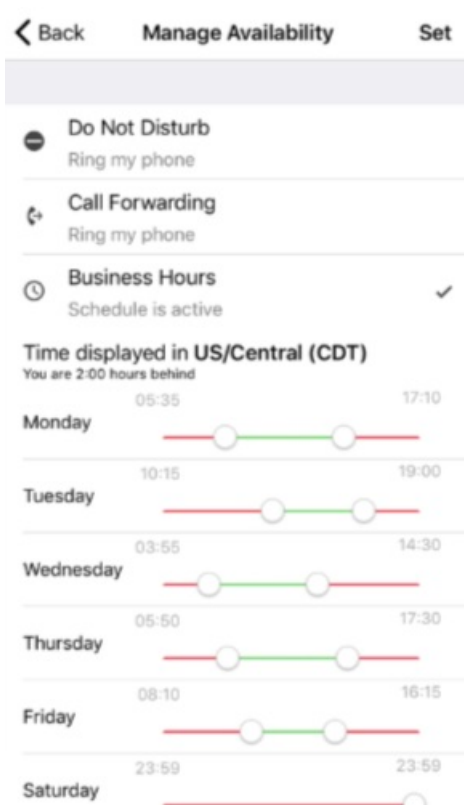 Back Manage Availability Set
Do Not Disturb
Ring my phone
Call Forwarding
Ring my phone
Business Hours
Schedule is active
Time displayed in US/Central (CDT)
You are 2:00 hours behind
05:35 17:10
Monday
10:15 19:00
Tuesday
03:55 14:30
Wednesday
05:50 17:30
Thursday
08:10 16:15
Friday
23:59 23:59
Saturday